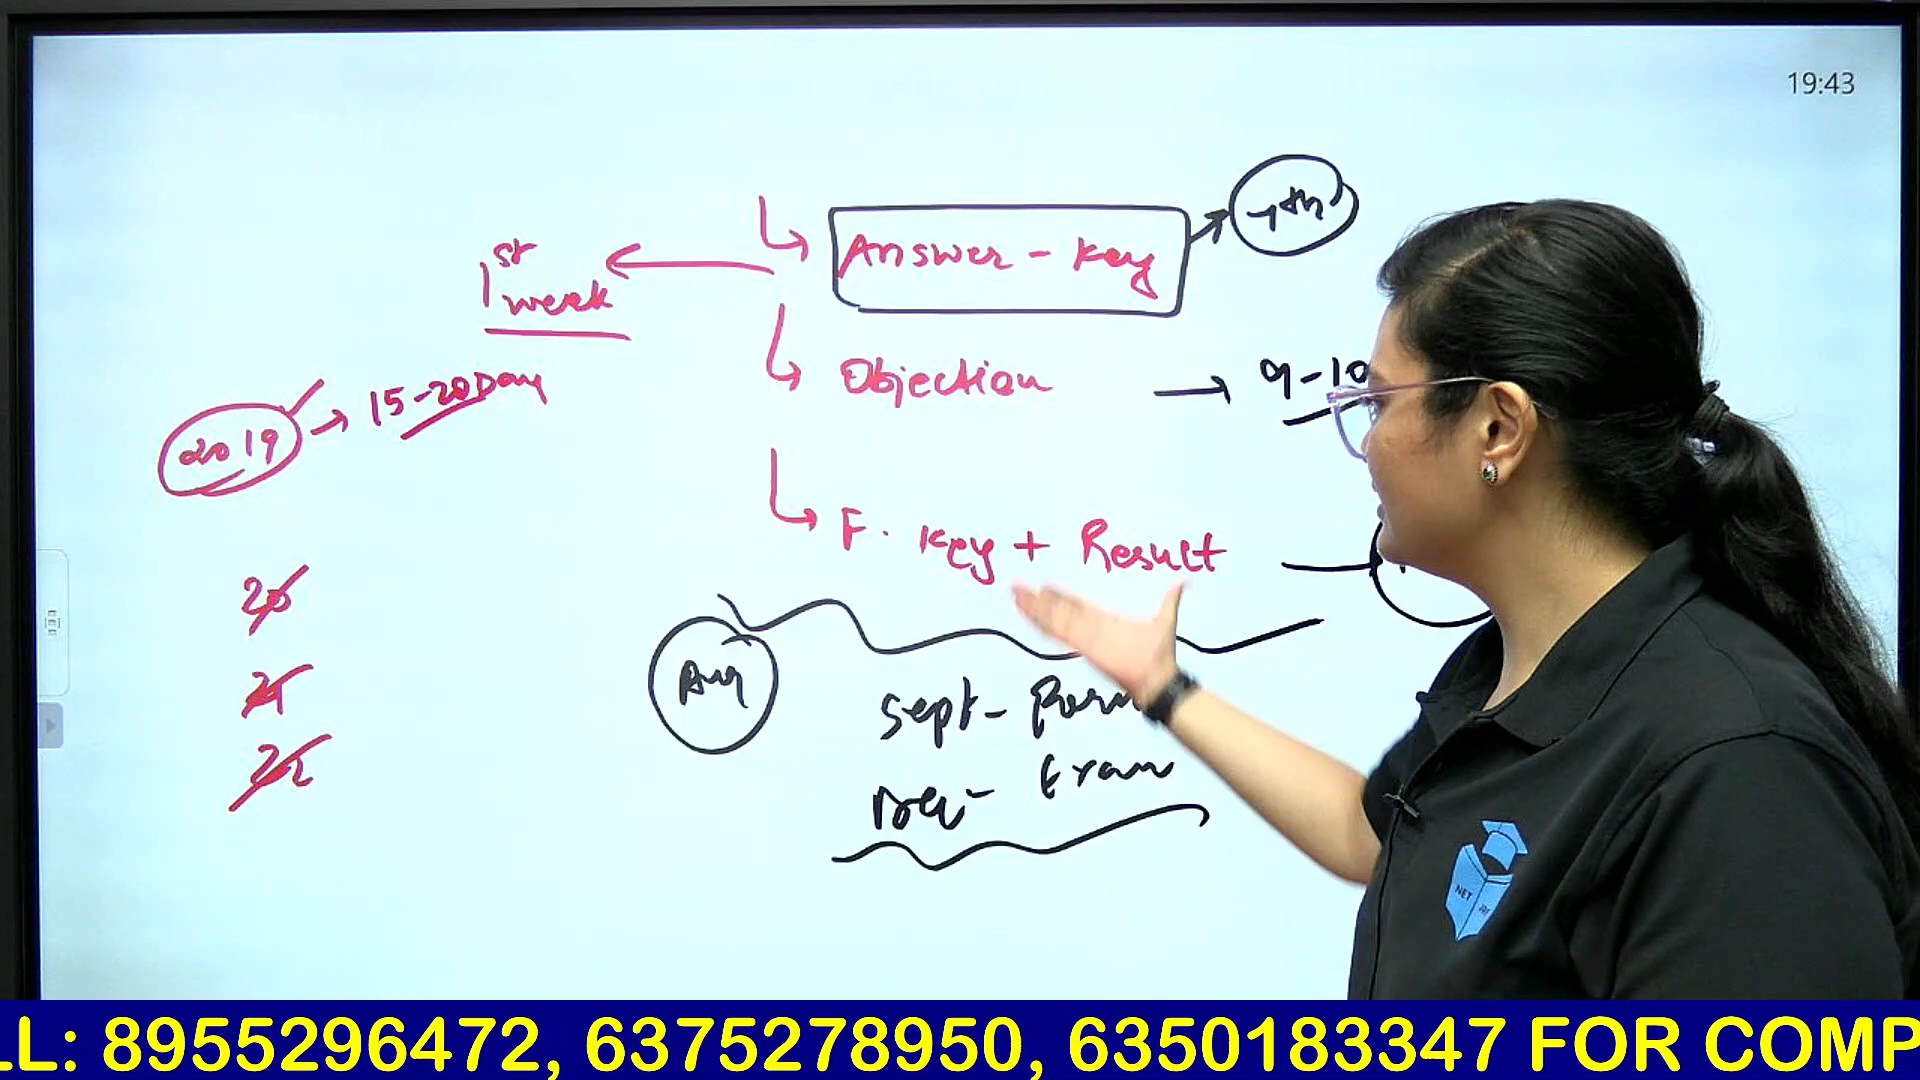 19:43
Answer - Key
7th
1st week
Objection
9-10
2019
15-20 Day
F. Key + Result
20
21
22
Aug
Sept -
Dec - Exam
NET
LL: 8955296472, 6375278950, 6350183347 FOR COMP